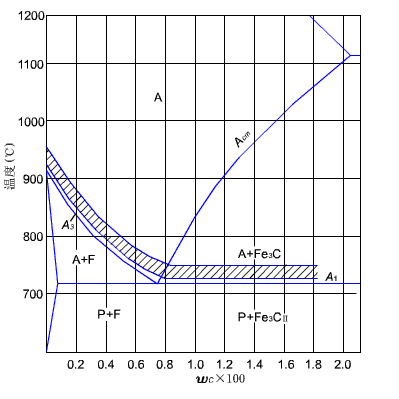 1200
1100
1000
900
800
700
温度(℃)
A
Acm
A3
A+F
A+Fe3C
A1
P+F
P+Fe3CⅡ
0.2 0.4 0.6 0.8 1.0 1.2 1.4 1.6 1.8 2.0
wc×100